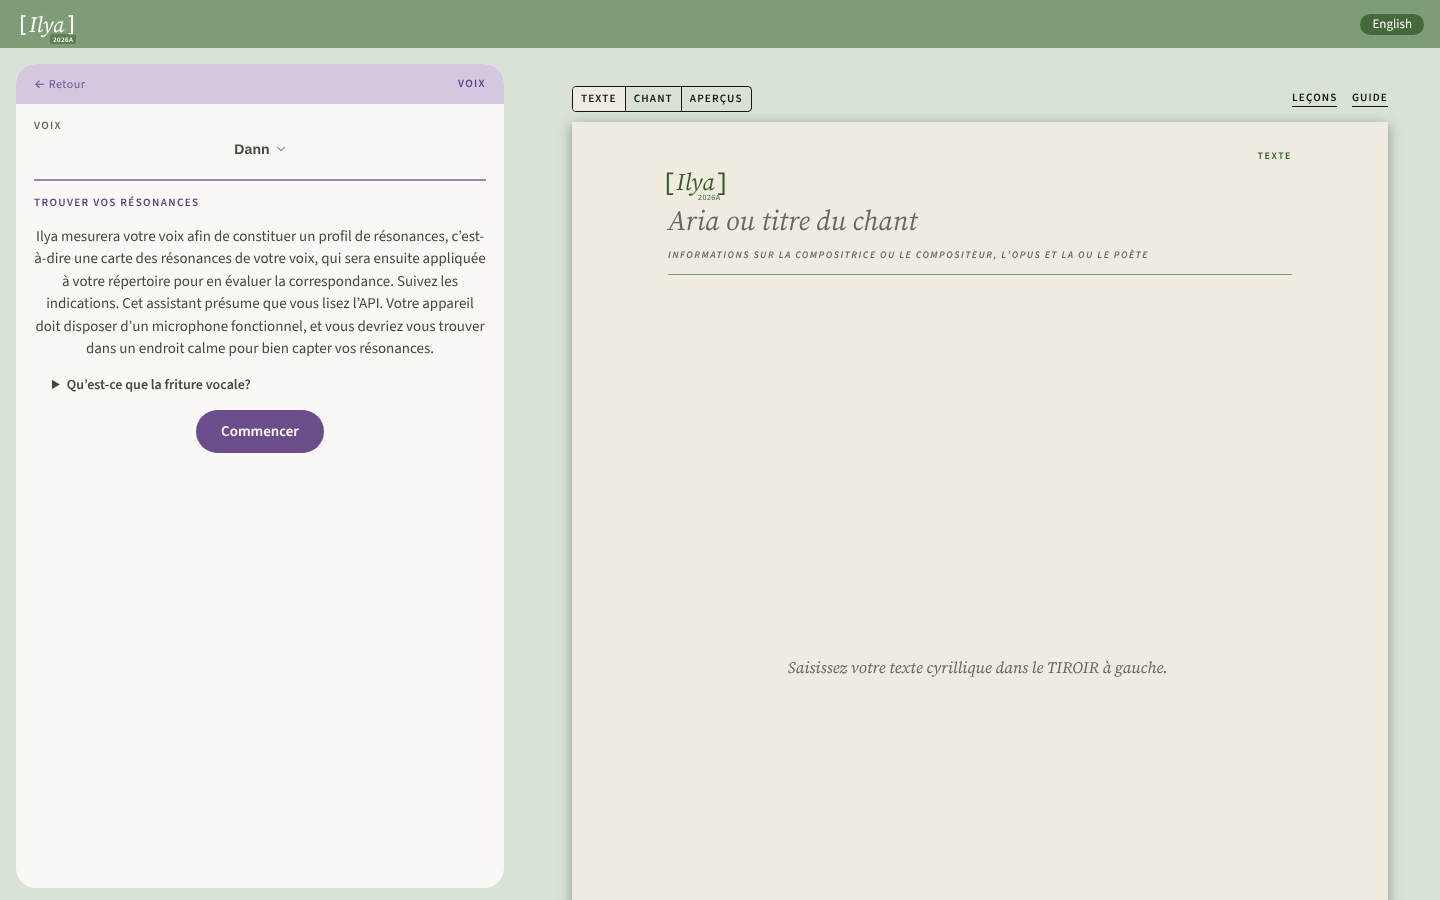 [Ilya]
2026A
English
← Retour
VOIX
VOIX
Dann
TROUVER VOS RÉSONANCES
Ilya mesurera votre voix afin de constituer un profil de résonances, c’est-
à-dire une carte des résonances de votre voix, qui sera ensuite appliquée
à votre répertoire pour en évaluer la correspondance. Suivez les
indications. Cet assistant présume que vous lisez l’API. Votre appareil
doit disposer d’un microphone fonctionnel, et vous devriez vous trouver
dans un endroit calme pour bien capter vos résonances.
▶ Qu’est-ce que la friture vocale?
Commencer
TEXTE CHANT APERÇUS
LEÇONS GUIDE
TEXTE
[Ilya]
2026A
Aria ou titre du chant
INFORMATIONS SUR LA COMPOSITRICE OU LE COMPOSITEUR, L’OPUS ET LA OU LE POÈTE
Saisissez votre texte cyrillique dans le TIROIR à gauche.